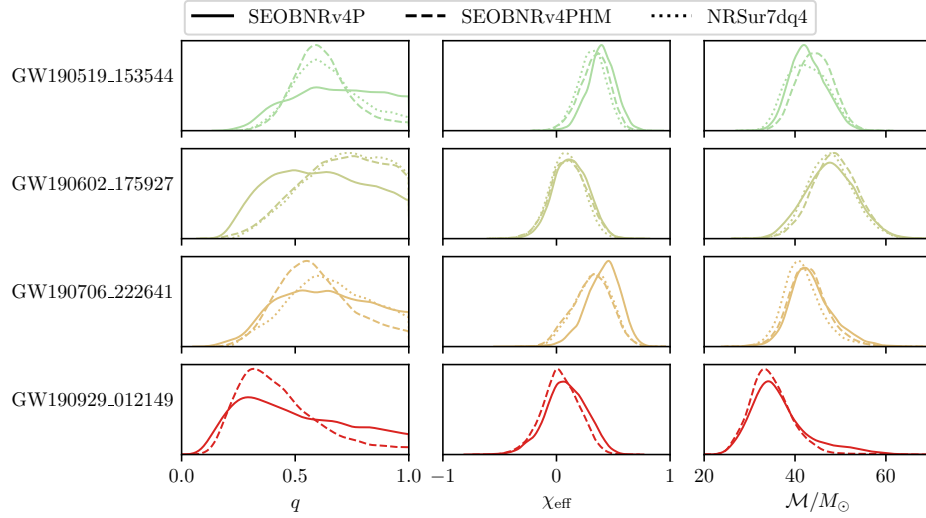 SEOBNRv4P SEOBNRv4PHM NRSur7dq4
GW190519_153544
GW190602_175927
GW190706_222641
GW190929_012149
0.0 0.5 1.0 −1 0 1 20 40 60
q χeff ℳ/M⊙